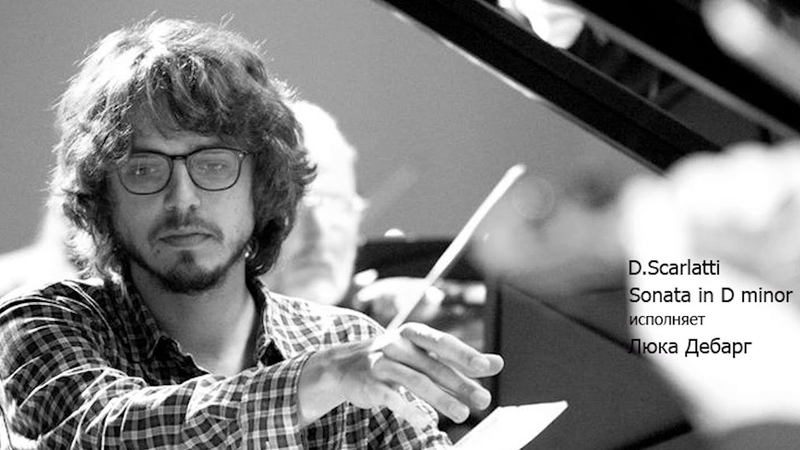 D.Scarlatti
Sonata in D minor
исполняет
Люка Дебарг